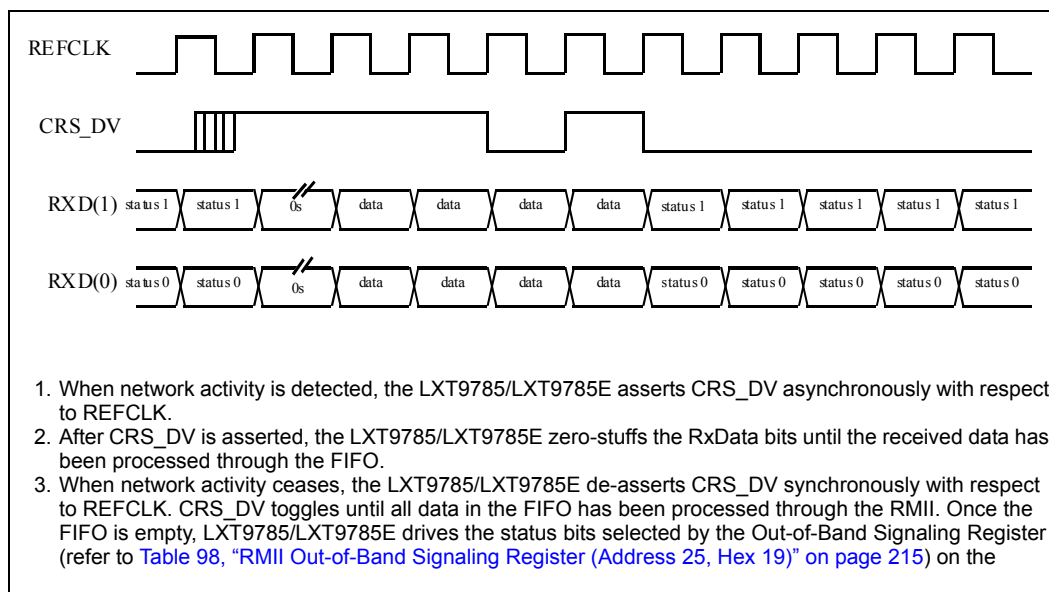 REFCLK
CRS_DV
RXD(1) status 1 status 1 0s data data data data status 1 status 1 status 1 status 1 status 1
RXD(0) status 0 status 0 0s data data data data status 0 status 0 status 0 status 0 status 0
1. When network activity is detected, the LXT9785/LXT9785E asserts CRS_DV asynchronously with respect
to REFCLK.
2. After CRS_DV is asserted, the LXT9785/LXT9785E zero-stuffs the RxData bits until the received data has
been processed through the FIFO.
3. When network activity ceases, the LXT9785/LXT9785E de-asserts CRS_DV synchronously with respect
to REFCLK. CRS_DV toggles until all data in the FIFO has been processed through the RMII. Once the
FIFO is empty, LXT9785/LXT9785E drives the status bits selected by the Out-of-Band Signaling Register
(refer to Table 98, “RMII Out-of-Band Signaling Register (Address 25, Hex 19)” on page 215) on the